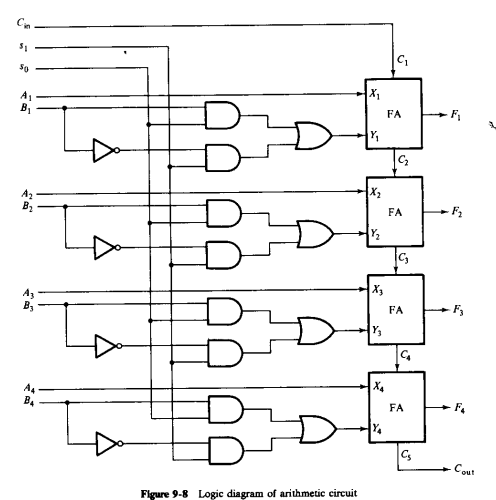 C_in
s_1
s_0
C_1
A_1
X_1
B_1
FA
F_1
Y_1
C_2
A_2
X_2
B_2
FA
F_2
Y_2
C_3
A_3
X_3
B_3
FA
F_3
Y_3
C_4
A_4
X_4
B_4
FA
F_4
Y_4
C_5
C_out
Figure 9-8 Logic diagram of arithmetic circuit